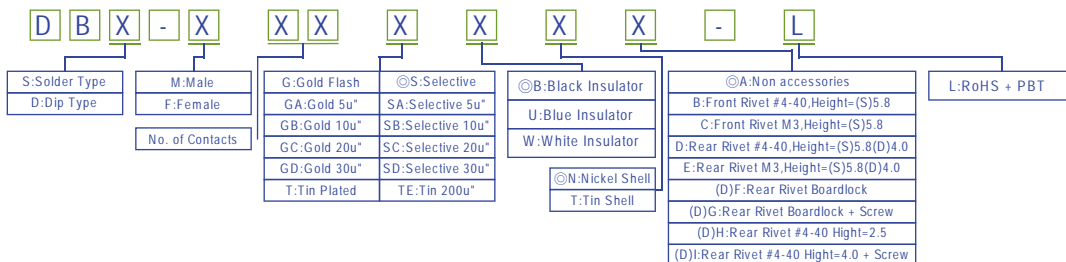 D B X - X X X X X X X - L
S:Solder Type
D:Dip Type
M:Male
F:Female
No. of Contacts
G:Gold Flash
GA:Gold 5u"
GB:Gold 10u"
GC:Gold 20u"
GD:Gold 30u"
T:Tin Plated
◎S:Selective
SA:Selective 5u"
SB:Selective 10u"
SC:Selective 20u"
SD:Selective 30u"
TE:Tin 200u"
◎B:Black Insulator
U:Blue Insulator
W:White Insulator
◎N:Nickel Shell
T:Tin Shell
◎A:Non accessories
B:Front Rivet #4-40,Height=(S)5.8
C:Front Rivet M3,Height=(S)5.8
D:Rear Rivet #4-40,Height=(S)5.8(D)4.0
E:Rear Rivet M3,Height=(S)5.8(D)4.0
(D)F:Rear Rivet Boardlock
(D)G:Rear Rivet Boardlock + Screw
(D)H:Rear Rivet #4-40 Hight=2.5
(D)I:Rear Rivet #4-40 Hight=4.0 + Screw
L:RoHS + PBT